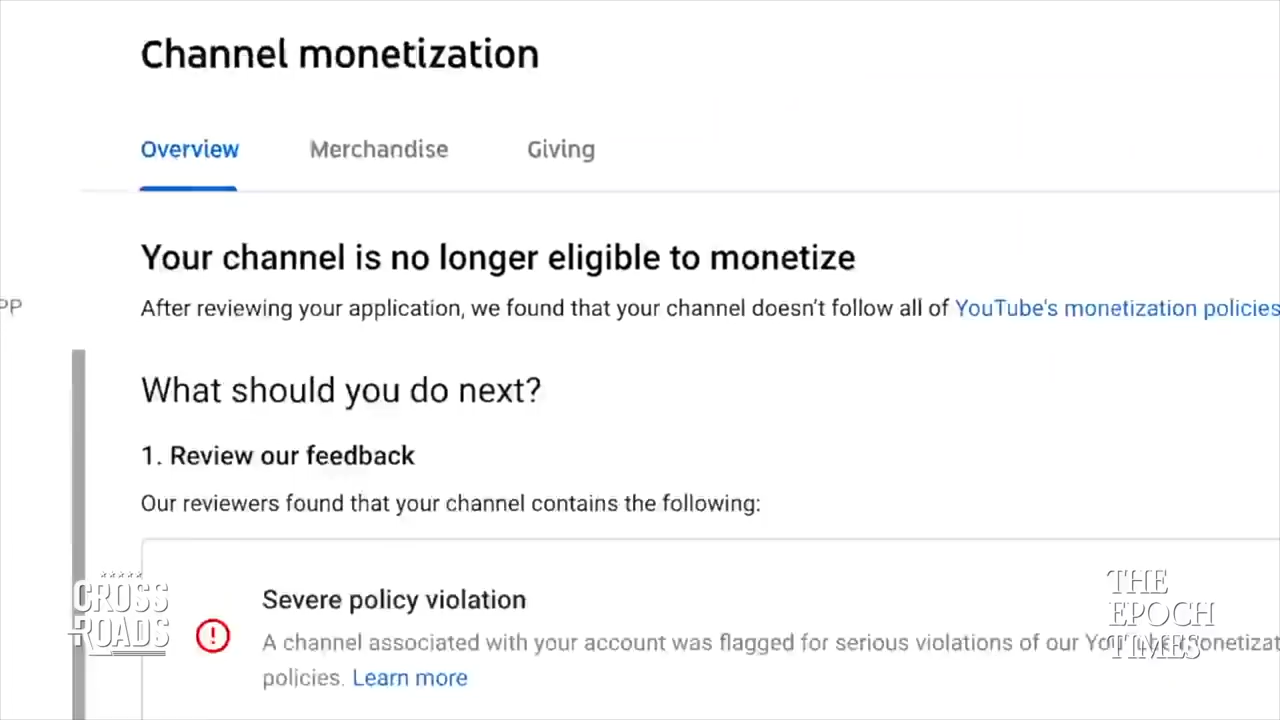 Channel monetization
Overview Merchandise Giving
Your channel is no longer eligible to monetize
After reviewing your application, we found that your channel doesn't follow all of YouTube's monetization policies
PP
What should you do next?
1. Review our feedback
Our reviewers found that your channel contains the following:
Severe policy violation
A channel associated with your account was flagged for serious violations of our
policies. Learn more
CROSS
ROADS
THE
EPOCH
TIMES